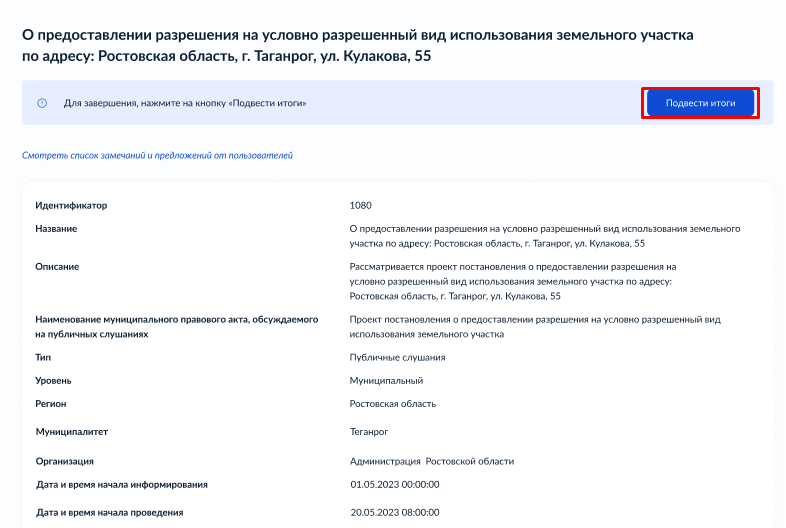 О предоставлении разрешения на условно разрешенный вид использования земельного участка
по адресу: Ростовская область, г. Таганрог, ул. Кулакова, 55
Для завершения, нажмите на кнопку «Подвести итоги»
Подвести итоги
Смотреть список замечаний и предложений от пользователей
Идентификатор
1080
Название
О предоставлении разрешения на условно разрешенный вид использования земельного
участка по адресу: Ростовская область, г. Таганрог, ул. Кулакова, 55
Описание
Рассматривается проект постановления о предоставлении разрешения на
условно разрешенный вид использования земельного участка по адресу:
Ростовская область, г. Таганрог, ул. Кулакова, 55
Наименование муниципального правового акта, обсуждаемого
на публичных слушаниях
Проект постановления о предоставлении разрешения на условно разрешенный вид
использования земельного участка
Тип
Публичные слушания
Уровень
Муниципальный
Регион
Ростовская область
Муниципалитет
Теганрог
Организация
Администрация Ростовской области
Дата и время начала информирования
01.05.2023 00:00:00
Дата и время начала проведения
20.05.2023 08:00:00